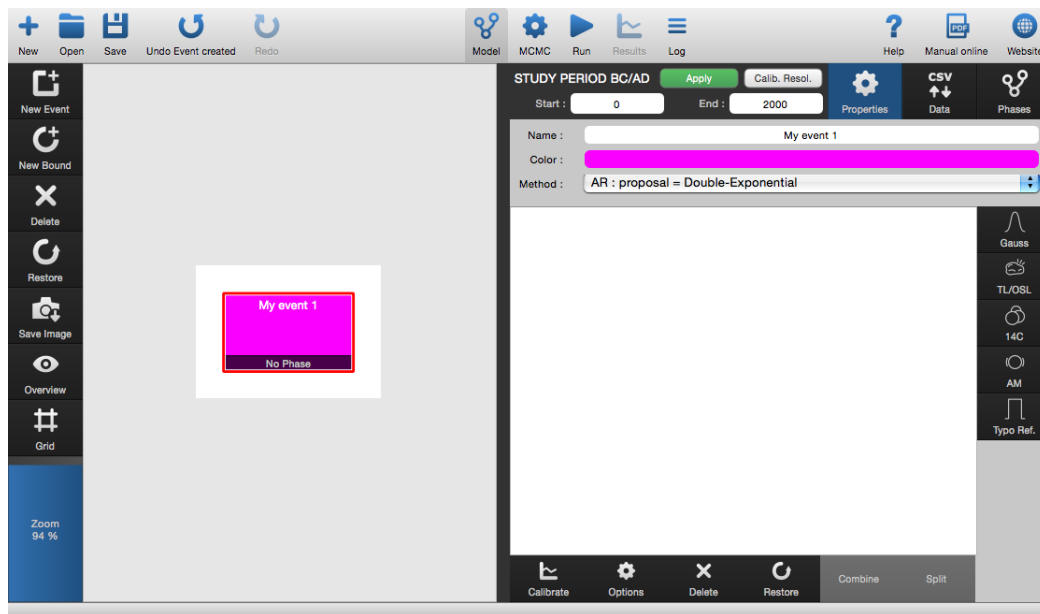 New Open Save Undo Event created Redo Model MCMC Run Results Log Help Manual online Website
PDF
New Event
New Bound
Delete
Restore
Save Image
Overview
Grid
Zoom
94 %
My event 1
No Phase
STUDY PERIOD BC/AD Apply Calib. Resol.
Start : 0 End : 2000
Properties
CSV
Data
Phases
Name : My event 1
Color :
Method : AR : proposal = Double-Exponential
Gauss
TL/OSL
14C
AM
Typo Ref.
Calibrate Options Delete Restore Combine Split